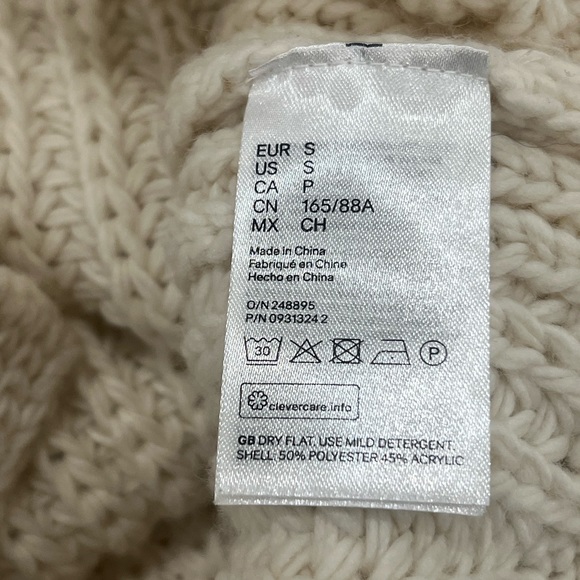 EUR S
US S
CA P
CN 165/88A
MX CH
Made in China
Fabriqué en Chine
Hecho en China
O/N 248895
P/N 0931324 2
30 P
clevercare.info
GB DRY FLAT, USE MILD DETERGENT,
SHELL: 50% POLYESTER 45% ACRYLIC